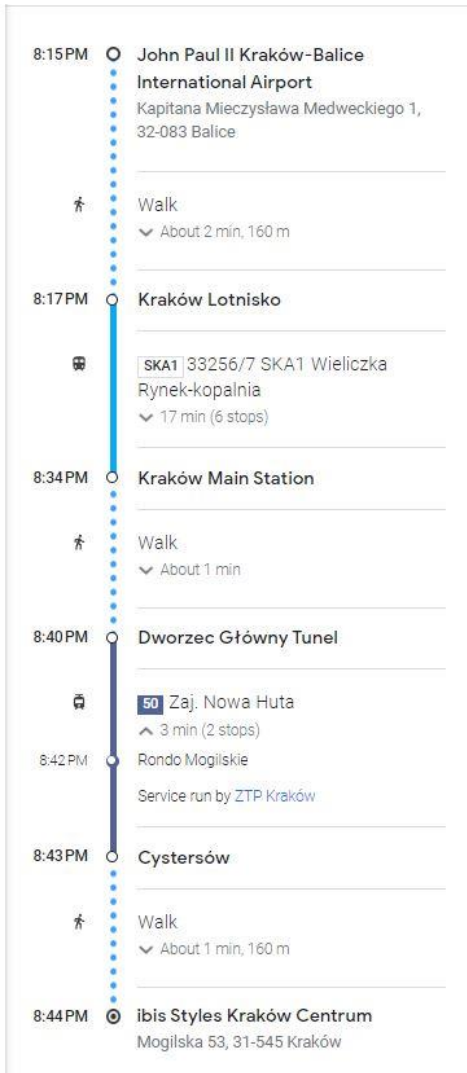 8:15 PM John Paul II Kraków-Balice
International Airport
Kapitana Mieczysława Medweckiego 1,
32-083 Balice
Walk
About 2 min, 160 m
8:17 PM Kraków Lotnisko
SKA1 33256/7 SKA1 Wieliczka
Rynek-kopalnia
17 min (6 stops)
8:34 PM Kraków Main Station
Walk
About 1 min
8:40 PM Dworzec Główny Tunel
50 Zaj. Nowa Huta
3 min (2 stops)
8:42 PM Rondo Mogilskie
Service run by ZTP Kraków
8:43 PM Cystersów
Walk
About 1 min, 160 m
8:44 PM ibis Styles Kraków Centrum
Mogilska 53, 31-545 Kraków